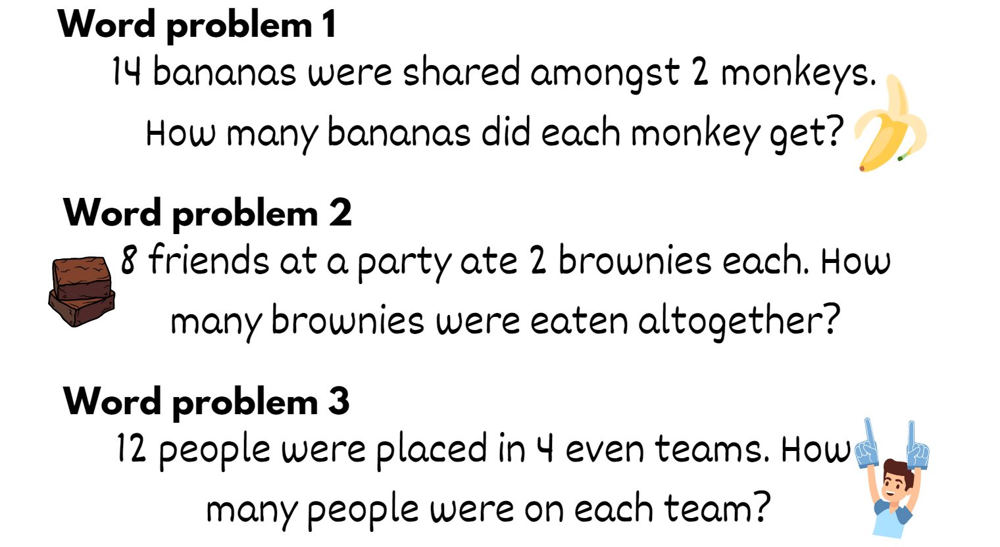 Word problem 1
14 bananas were shared amongst 2 monkeys.
How many bananas did each monkey get?
Word problem 2
8 friends at a party ate 2 brownies each. How
many brownies were eaten altogether?
Word problem 3
12 people were placed in 4 even teams. How
many people were on each team?